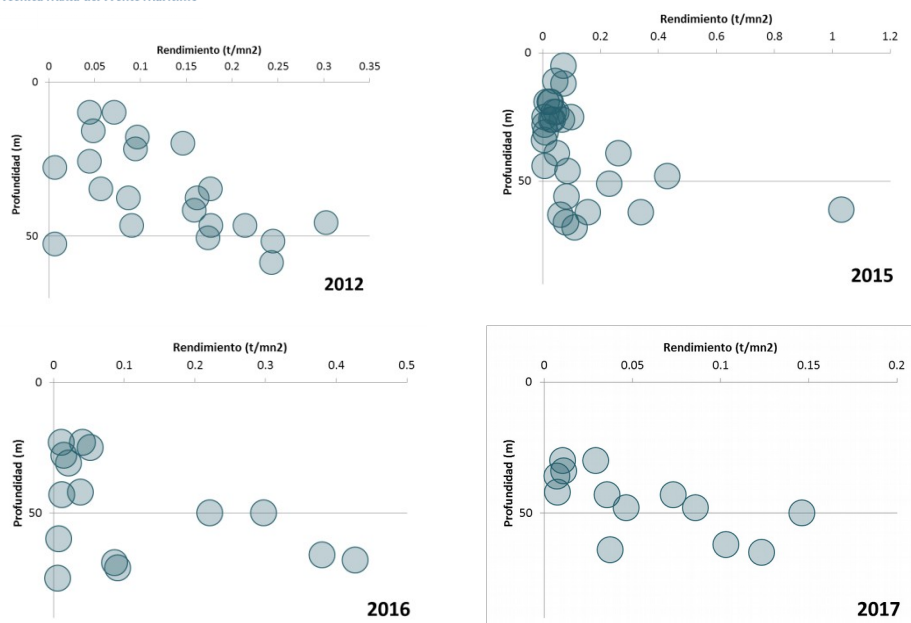 Rendimiento (t/mn2)
0 0.05 0.1 0.15 0.2 0.25 0.3 0.35
0
50
Profundidad (m)
2012
Rendimiento (t/mn2)
0 0.2 0.4 0.6 0.8 1 1.2
0
50
Profundidad (m)
2015
Rendimiento (t/mn2)
0 0.1 0.2 0.3 0.4 0.5
0
50
Profundidad (m)
2016
Rendimiento (t/mn2)
0 0.05 0.1 0.15 0.2
0
50
Profundidad (m)
2017